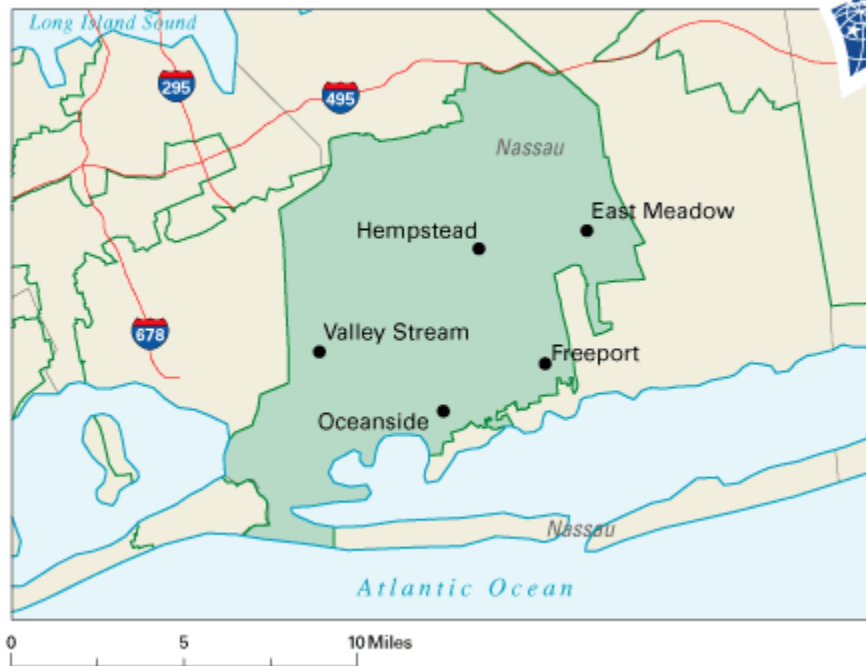 Long Island Sound
295
495
Nassau
East Meadow
Hempstead
678
Valley Stream
Freeport
Oceanside
Nassau
Atlantic Ocean
0 5 10 Miles